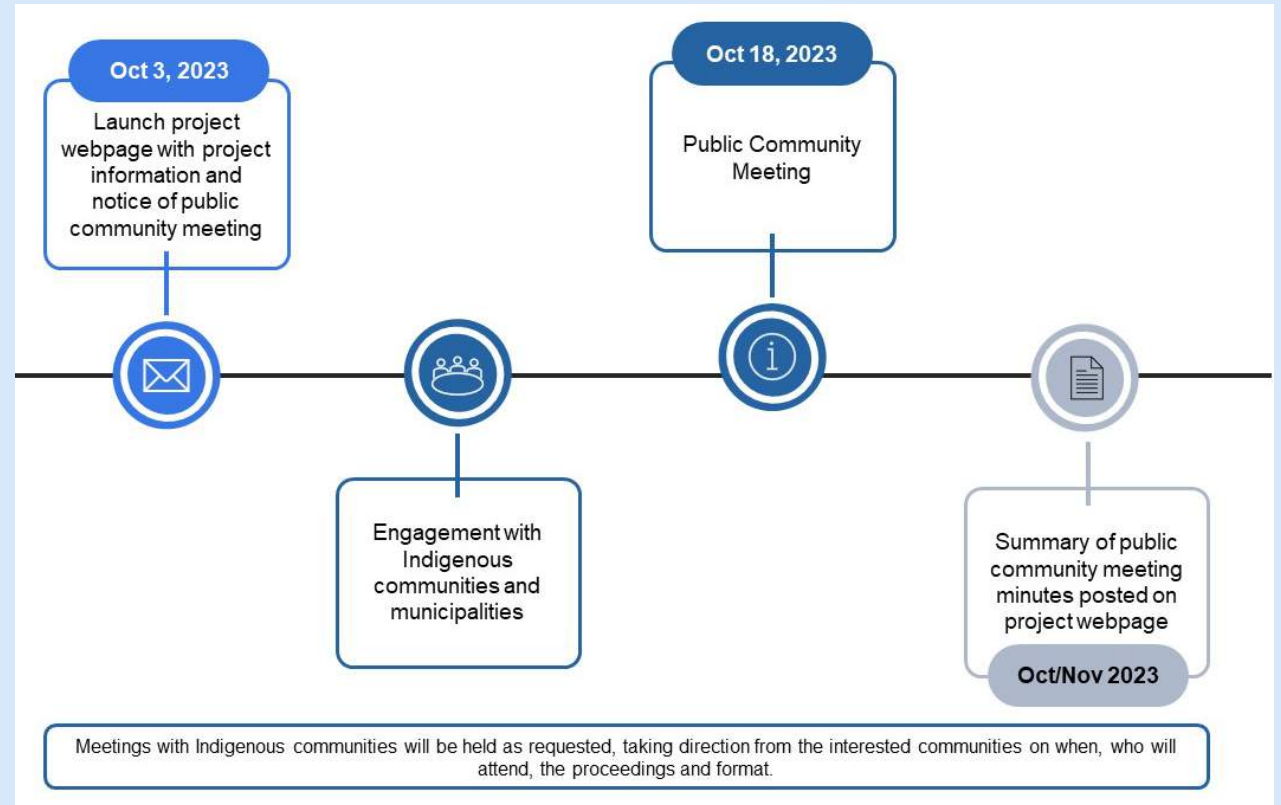 Oct 3, 2023
Launch project
webpage with project
information and
notice of public
community meeting
Engagement with
Indigenous
communities and
municipalities
Oct 18, 2023
Public Community
Meeting
i
Summary of public
community meeting
minutes posted on
project webpage
Oct/Nov 2023
Meetings with Indigenous communities will be held as requested, taking direction from the interested communities on when, who will
attend, the proceedings and format.